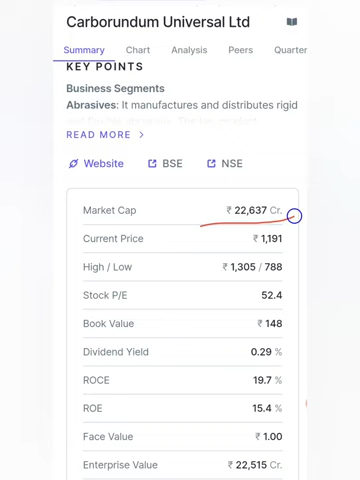 Carborundum Universal Ltd
Summary Chart Analysis Peers Quarter
KEY POINTS
Business Segments
Abrasives: It manufactures and distributes rigid
READ MORE
Website BSE NSE
Market Cap ₹ 22,637 Cr.
Current Price ₹ 1,191
High / Low ₹ 1,305 / 788
Stock P/E 52.4
Book Value ₹ 148
Dividend Yield 0.29 %
ROCE 19.7 %
ROE 15.4 %
Face Value ₹ 1.00
Enterprise Value ₹ 22,515 Cr.